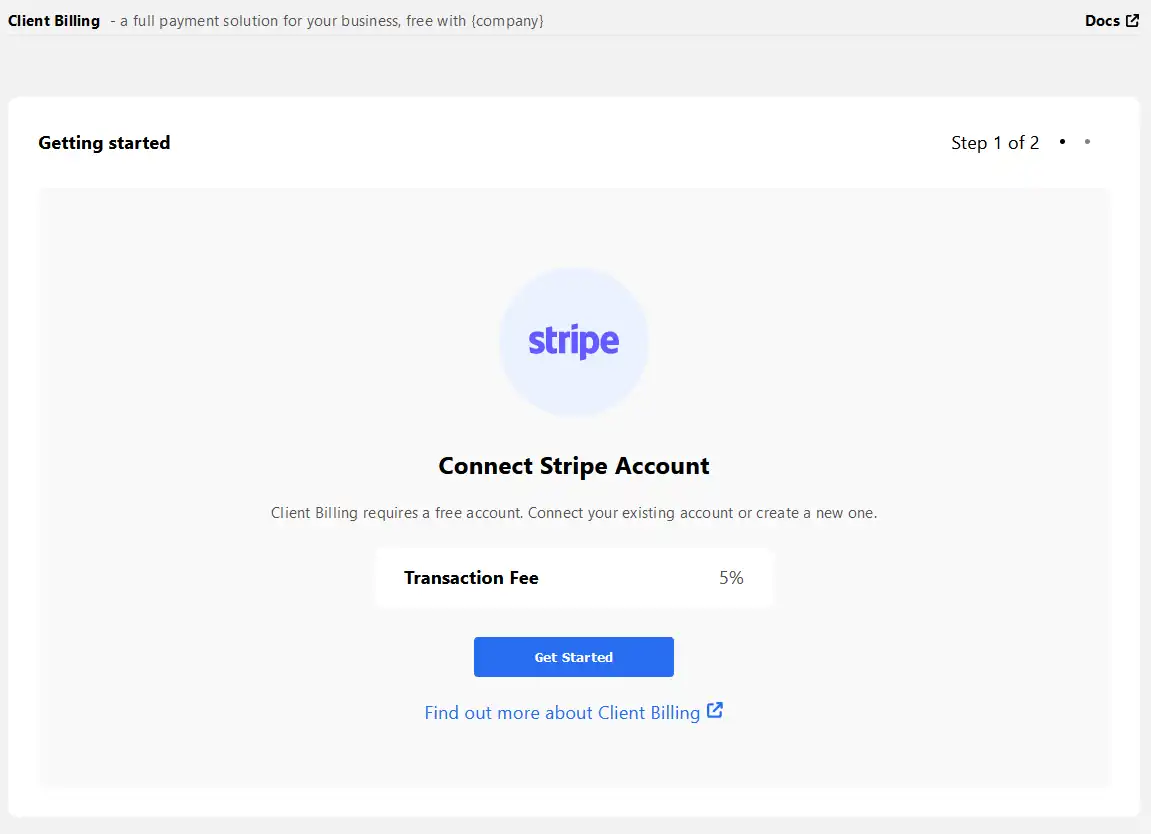 Client Billing - a full payment solution for your business, free with {company}
Docs
Getting started
Step 1 of 2
stripe
Connect Stripe Account
Client Billing requires a free account. Connect your existing account or create a new one.
Transaction Fee 5%
Get Started
Find out more about Client Billing